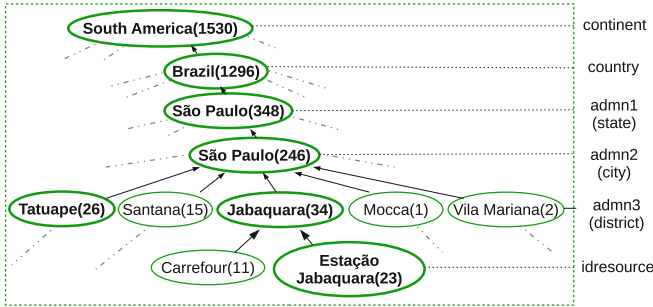 South America(1530)
continent
Brazil(1296)
country
São Paulo(348)
admn1
(state)
São Paulo(246)
admn2
(city)
Tatuape(26)
Santana(15)
Jabaquara(34)
Mocca(1)
Vila Mariana(2)
admn3
(district)
Carrefour(11)
Estação
Jabaquara(23)
idresource